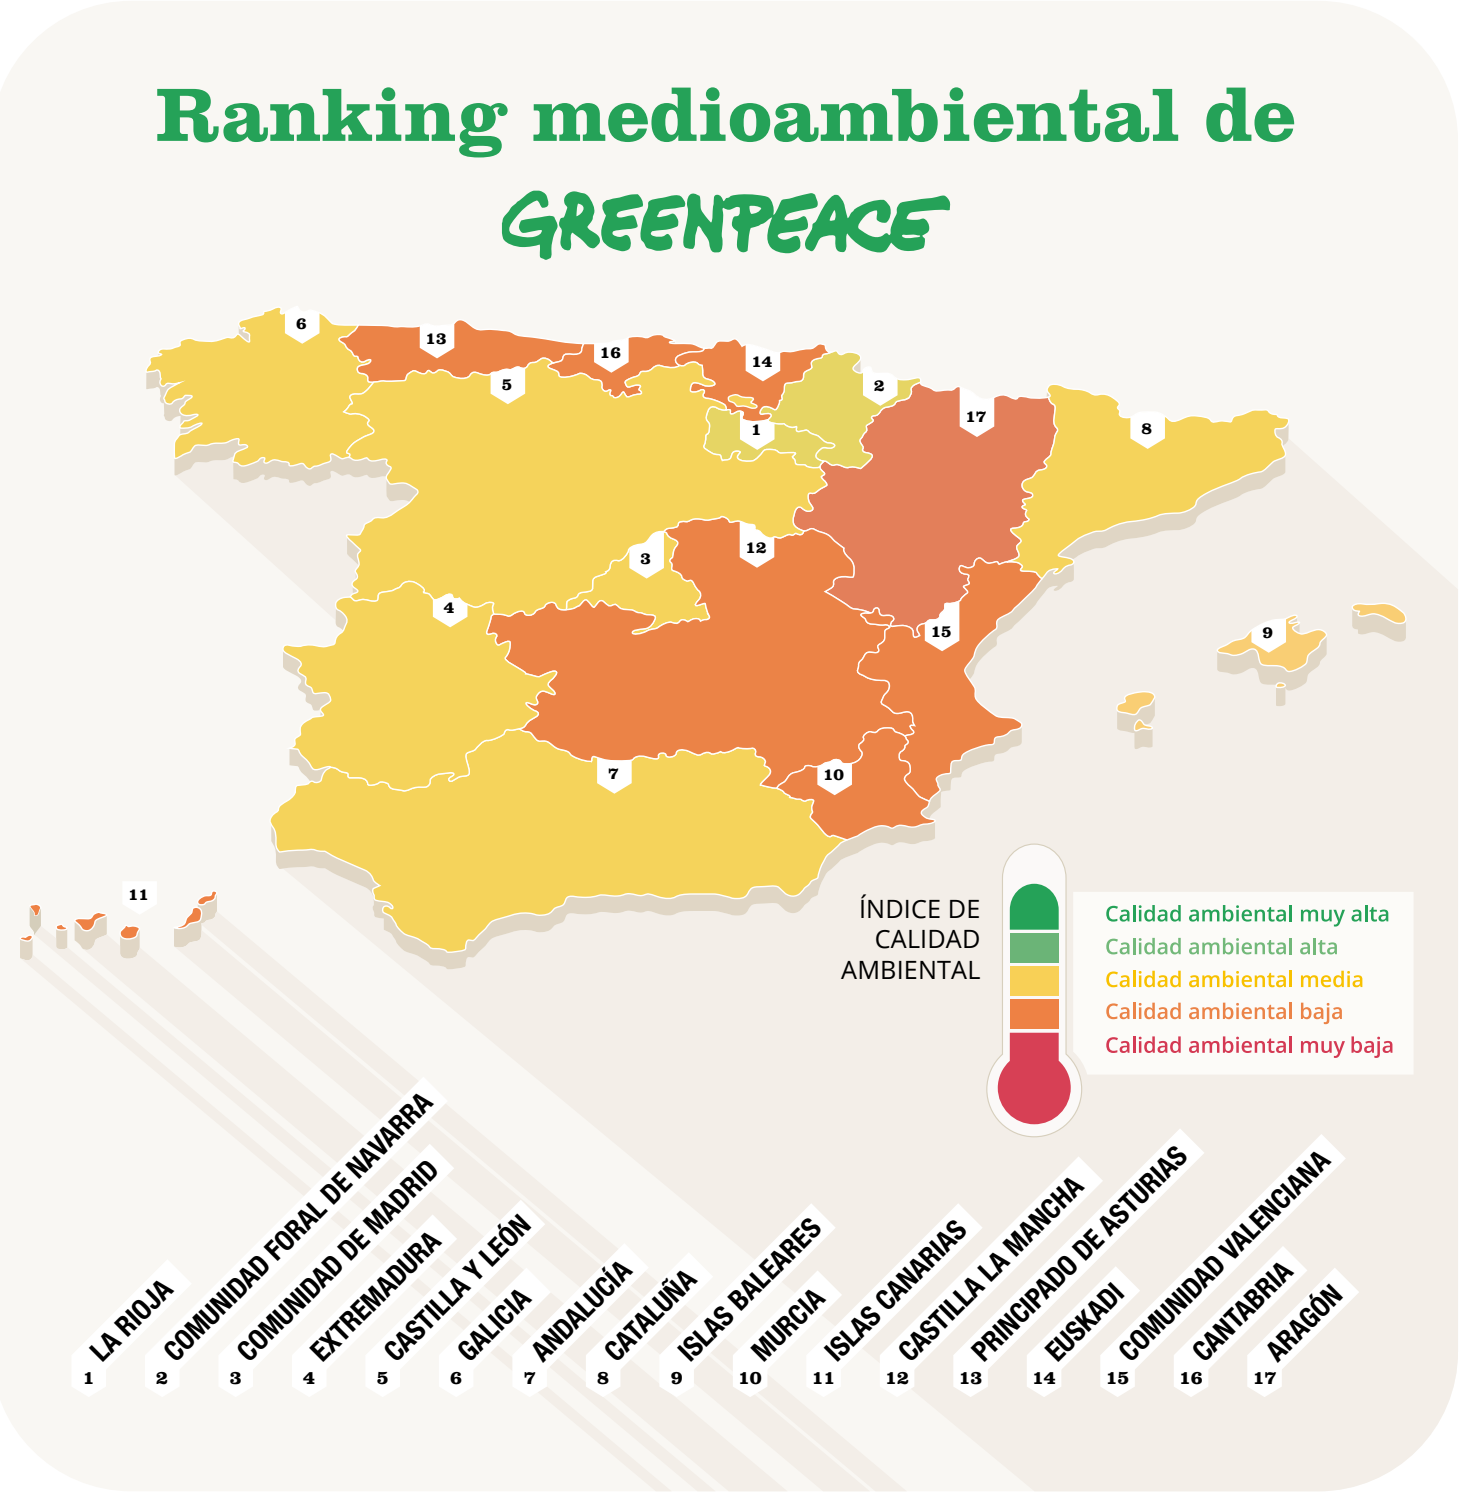 Ranking medioambiental de
GREENPEACE
6
13
16
14
5
2
17
1
8
12
3
4
15
9
7
10
11
ÍNDICE DE
CALIDAD
AMBIENTAL
Calidad ambiental muy alta
Calidad ambiental alta
Calidad ambiental media
Calidad ambiental baja
Calidad ambiental muy baja
1 LA RIOJA
2 COMUNIDAD FORAL DE NAVARRA
3 COMUNIDAD DE MADRID
4 EXTREMADURA
5 CASTILLA Y LEÓN
6 GALICIA
7 ANDALUCÍA
8 CATALUÑA
9 ISLAS BALEARES
10 MURCIA
11 ISLAS CANARIAS
12 CASTILLA LA MANCHA
13 PRINCIPADO DE ASTURIAS
14 EUSKADI
15 COMUNIDAD VALENCIANA
16 CANTABRIA
17 ARAGÓN